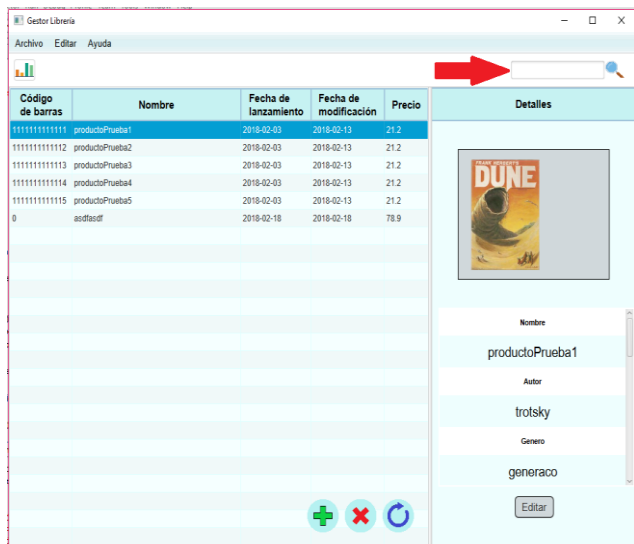 Gestor Librería
Archivo Editar Ayuda
Código de barras Nombre Fecha de lanzamiento Fecha de modificación Precio Detalles
1111111111111 productoPrueba1 2018-02-03 2018-02-13 21.2
1111111111112 productoPrueba2 2018-02-03 2018-02-13 21.2
1111111111113 productoPrueba3 2018-02-03 2018-02-13 21.2
1111111111114 productoPrueba4 2018-02-03 2018-02-13 21.2
1111111111115 productoPrueba5 2018-02-03 2018-02-13 21.2
0 asdfasdf 2018-02-18 2018-02-18 78.9
FRANK HERBERT'S
DUNE
Nombre
productoPrueba1
Autor
trotsky
Genero
generaco
Editar